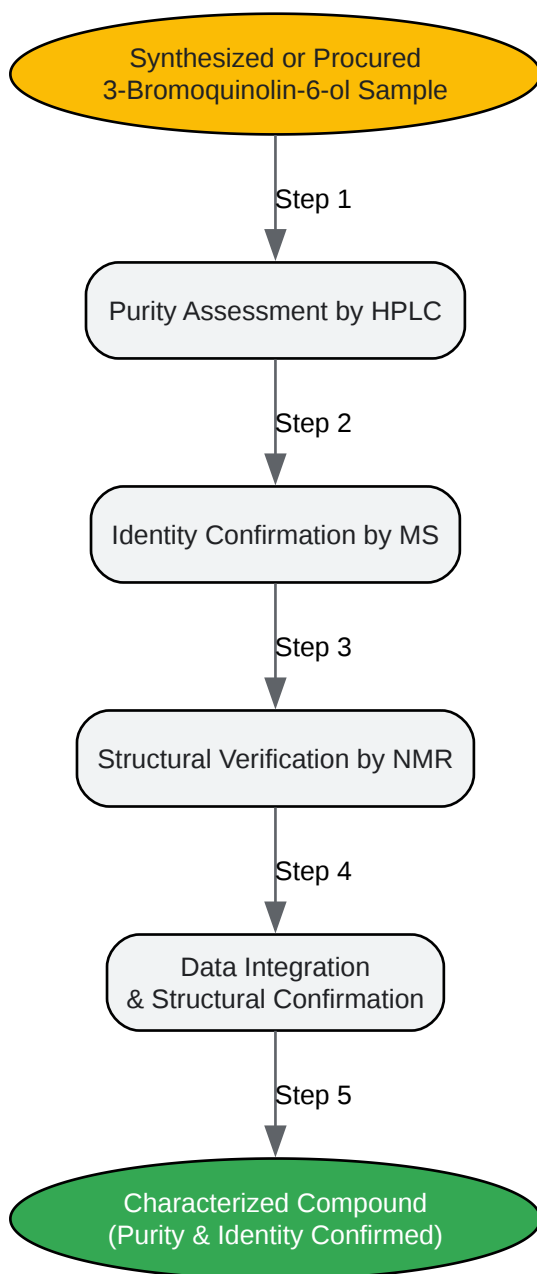 Synthesized or Procured
3-Bromoquinolin-6-ol Sample
Step 1
Purity Assessment by HPLC
Step 2
Identity Confirmation by MS
Step 3
Structural Verification by NMR
Step 4
Data Integration
& Structural Confirmation
Step 5
Characterized Compound
(Purity & Identity Confirmed)